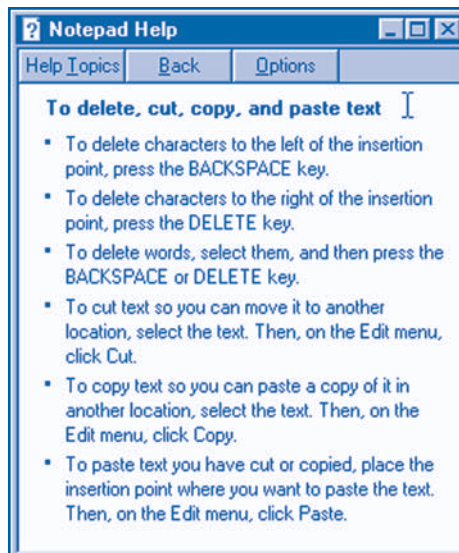 ? Notepad Help
Help Topics Back Options
To delete, cut, copy, and paste text
▪ To delete characters to the left of the insertion
point, press the BACKSPACE key.
▪ To delete characters to the right of the insertion
point, press the DELETE key.
▪ To delete words, select them, and then press the
BACKSPACE or DELETE key.
▪ To cut text so you can move it to another
location, select the text. Then, on the Edit menu,
click Cut.
▪ To copy text so you can paste a copy of it in
another location, select the text. Then, on the
Edit menu, click Copy.
▪ To paste text you have cut or copied, place the
insertion point where you want to paste the text.
Then, on the Edit menu, click Paste.